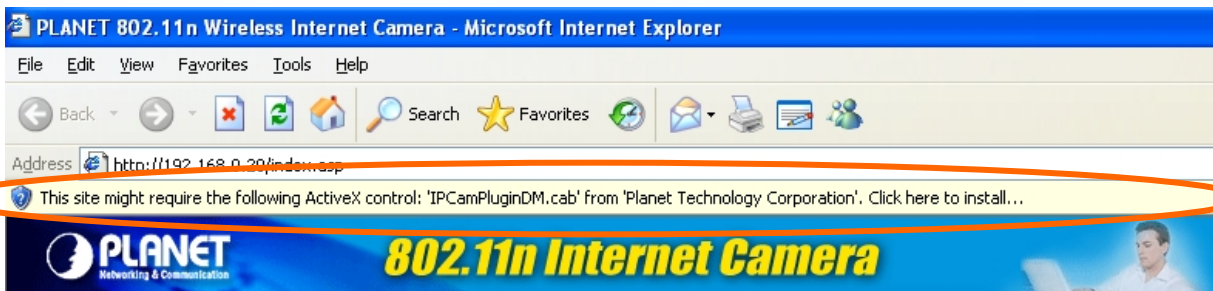 PLANET 802.11n Wireless Internet Camera - Microsoft Internet Explorer
File Edit View Favorites Tools Help
Back Search Favorites
Address http://192.168.0.20/index.asp
This site might require the following ActiveX control: 'IPCamPluginDM.cab' from 'Planet Technology Corporation'. Click here to install...
PLANET
Networking & Communication
802.11n Internet Camera